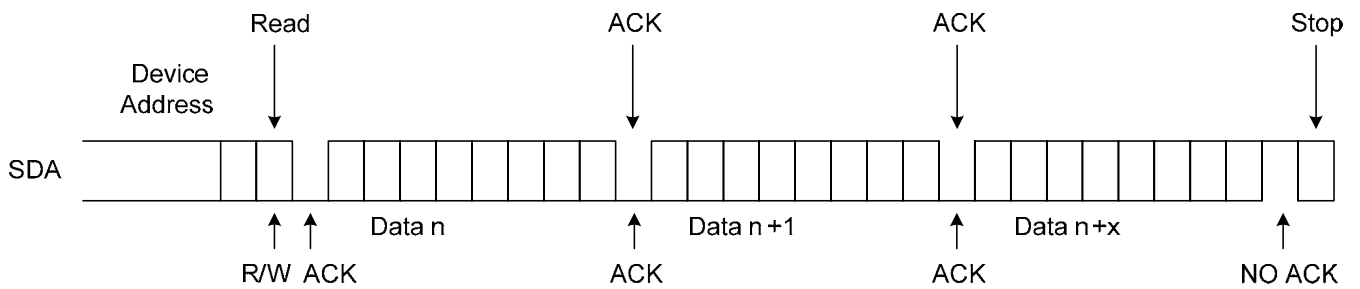 Read ACK ACK Stop
Device
Address
SDA
Data n Data n+1 Data n+x
R/W ACK ACK ACK NO ACK